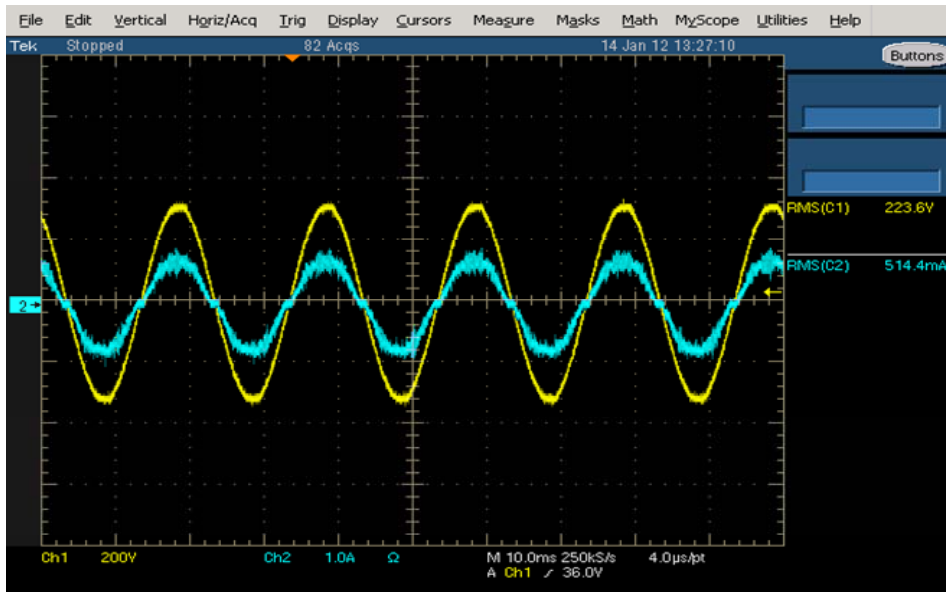 File Edit Vertical Horiz/Acq Trig Display Cursors Measure Masks Math MyScope Utilities Help
Tek Stopped 82 Acqs 14 Jan 12 13:27:10 Buttons
RMS(C1) 223.6V
RMS(C2) 514.4mA
2
Ch1 200V Ch2 1.0A Ω M 10.0ms 250kS/s 4.0µs/pt
A Ch1 / 36.0V